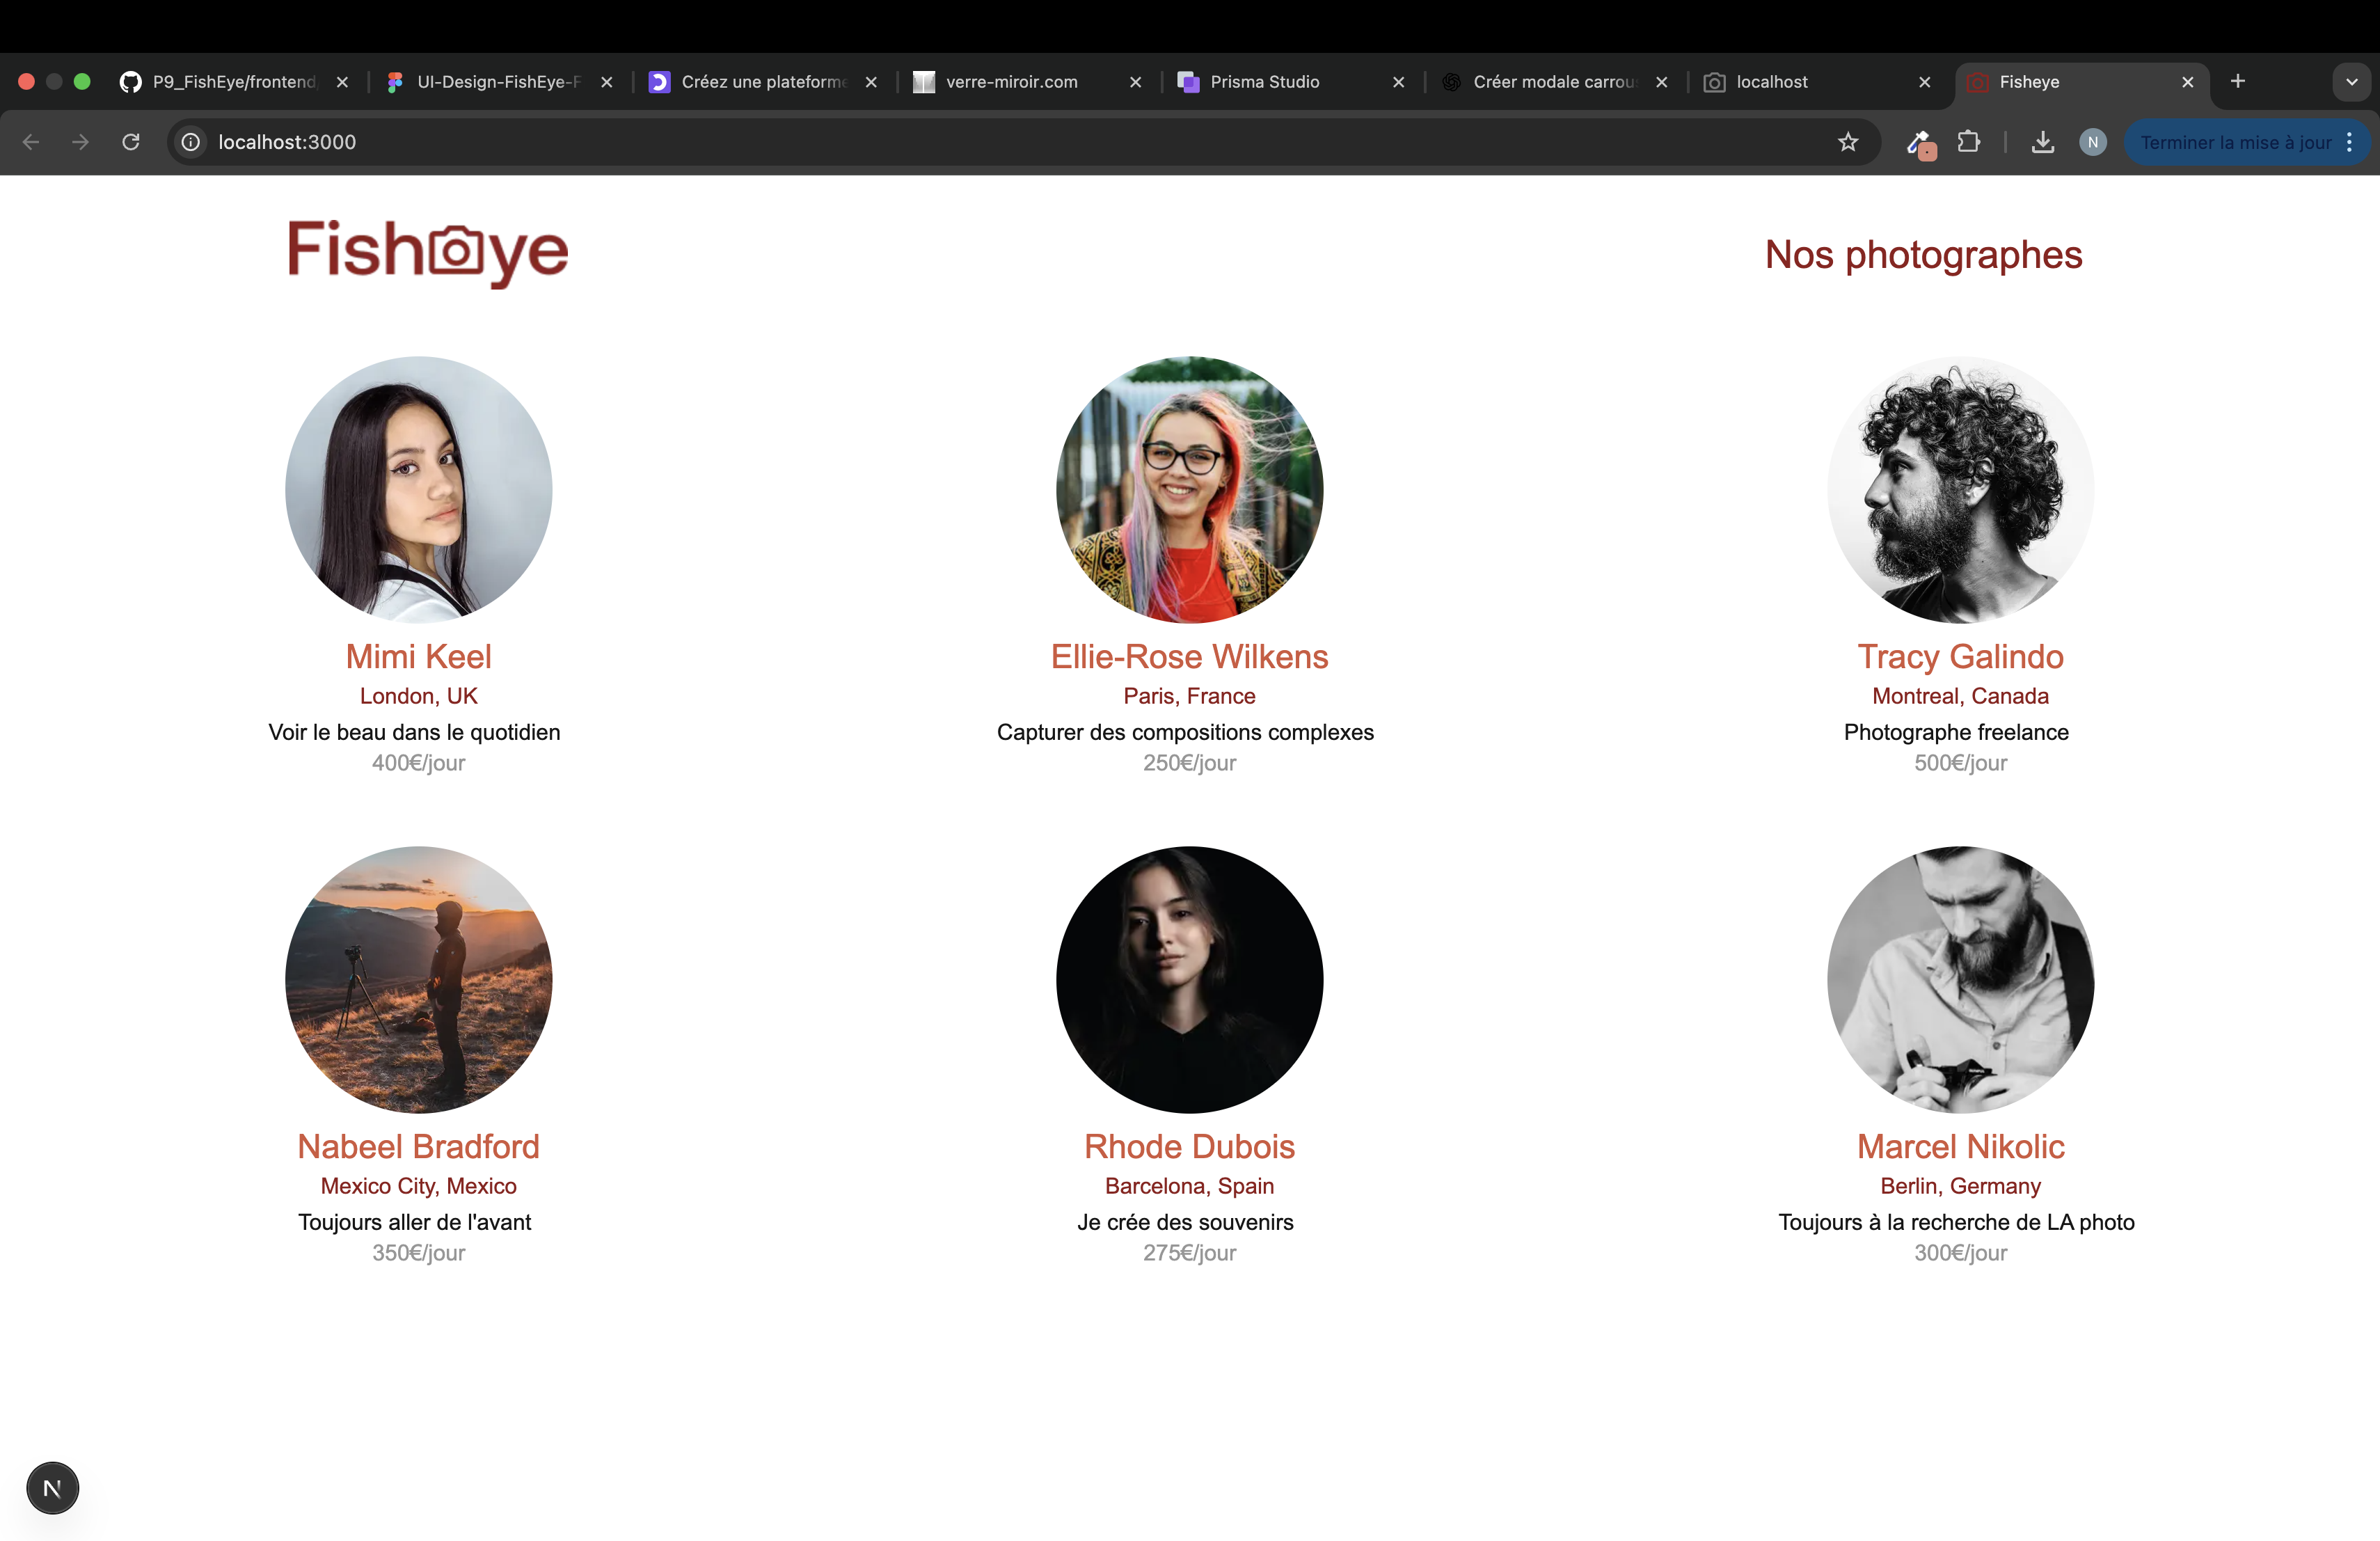 P9_FishEye/frontend
UI-Design-FishEye-F
Créez une plateforme
verre-miroir.com
Prisma Studio
Créer modale carrou
localhost
Fisheye
localhost:3000
N
Terminer la mise à jour
Fisheye
Nos photographes
Mimi Keel
London, UK
Voir le beau dans le quotidien
400€/jour
Ellie-Rose Wilkens
Paris, France
Capturer des compositions complexes
250€/jour
Tracy Galindo
Montreal, Canada
Photographe freelance
500€/jour
Nabeel Bradford
Mexico City, Mexico
Toujours aller de l'avant
350€/jour
Rhode Dubois
Barcelona, Spain
Je crée des souvenirs
275€/jour
Marcel Nikolic
Berlin, Germany
Toujours à la recherche de LA photo
300€/jour
N